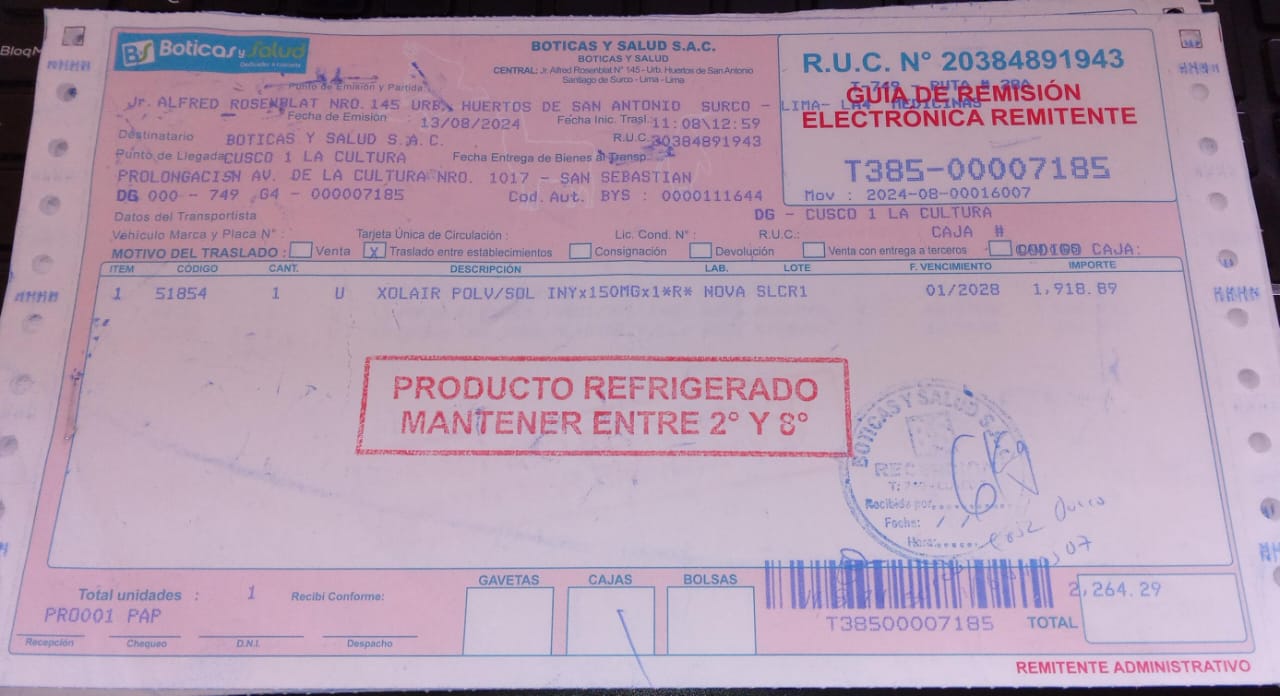 Boticas y Salud
BOTICAS Y SALUD S.A.C.
BOTICAS Y SALUD
CENTRAL: Jr. Alfred Rosenblat N° 145 - Urb. Huertos de San Antonio
Santiago de Surco - Lima - Lima
R.U.C. N° 20384891943
GUIA DE REMISIÓN
ELECTRÓNICA REMITENTE
T385-00007185
Mov : 2024-08-00016007
Punto de Emisión y Partida:
Jr. ALFRED ROSENBLAT NRO.145 URB. HUERTOS DE SAN ANTONIO SURCO - LIMA- LA4 MEDICINAS
Fecha de Emisión 13/08/2024 Fecha Inic. Trasl. 11:08\12:59
Destinatario BOTICAS Y SALUD S.A.C. R.U.C. 20384891943
Punto de Llegada CUSCO 1 LA CULTURA Fecha Entrega de Bienes al Transp.
PROLONGACISN AV. DE LA CULTURA NRO. 1017 - SAN SEBASTIAN
DG 000 - 749 G4 - 000007185 Cod. Aut. BYS : 0000111644
Datos del Transportista DG - CUSCO 1 LA CULTURA
Vehículo Marca y Placa N° : Tarjeta Única de Circulación : Lic. Cond. N° : R.U.C.: CAJA #
MOTIVO DEL TRASLADO : Venta X Traslado entre establecimientos Consignación Devolución Venta con entrega a terceros CAJA:
ITEM CÓDIGO CANT. DESCRIPCIÓN LAB. LOTE F. VENCIMIENTO IMPORTE
1 51854 1 U XOLAIR POLV/SOL INYx150MGx1*R* NOVA SLCR1 01/2028 1,918.89
PRODUCTO REFRIGERADO
MANTENER ENTRE 2° Y 8°
BOTICAS Y SALUD
Recibido por
Fecha: / /
Hora:
Total unidades : 1 Recibí Conforme:
PRO001 PAP
Recepción Chequeo D.N.I. Despacho
GAVETAS CAJAS BOLSAS
T38500007185
TOTAL 2,264.29
REMITENTE ADMINISTRATIVO